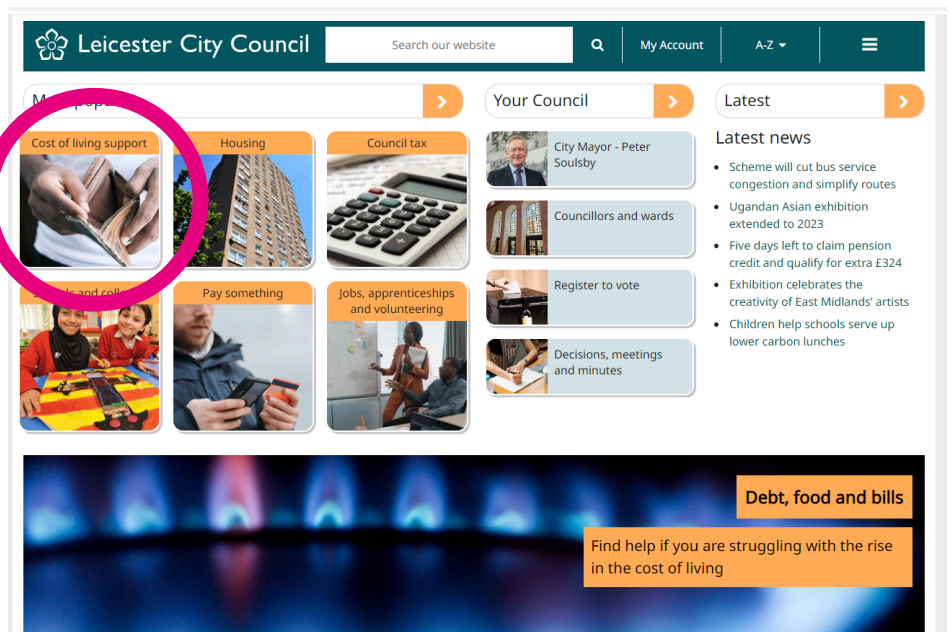 Leicester City Council
Search our website
My Account
A-Z
Your Council
Latest
Cost of living support
Housing
Council tax
City Mayor - Peter
Soulsby
Councillors and wards
Register to vote
Decisions, meetings
and minutes
Latest news
Scheme will cut bus service
congestion and simplify routes
Ugandan Asian exhibition
extended to 2023
Five days left to claim pension
credit and qualify for extra £324
Exhibition celebrates the
creativity of East Midlands' artists
Children help schools serve up
lower carbon lunches
and
Pay something
Jobs, apprenticeships
and volunteering
Debt, food and bills
Find help if you are struggling with the rise
in the cost of living